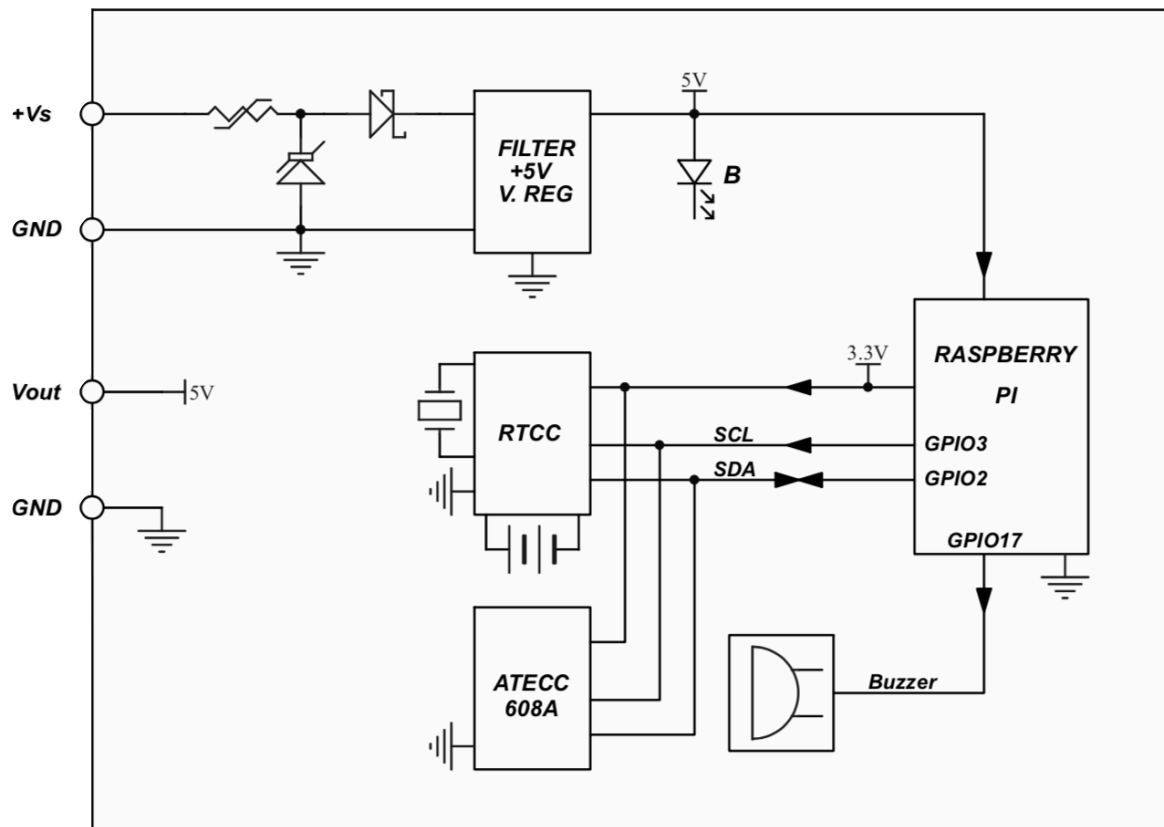 +Vs
FILTER
+5V
V. REG
5V
B
GND
RASPBERRY
PI
3.3V
Vout
5V
RTCC
SCL
GPIO3
SDA
GPIO2
GND
GPIO17
ATECC
608A
Buzzer